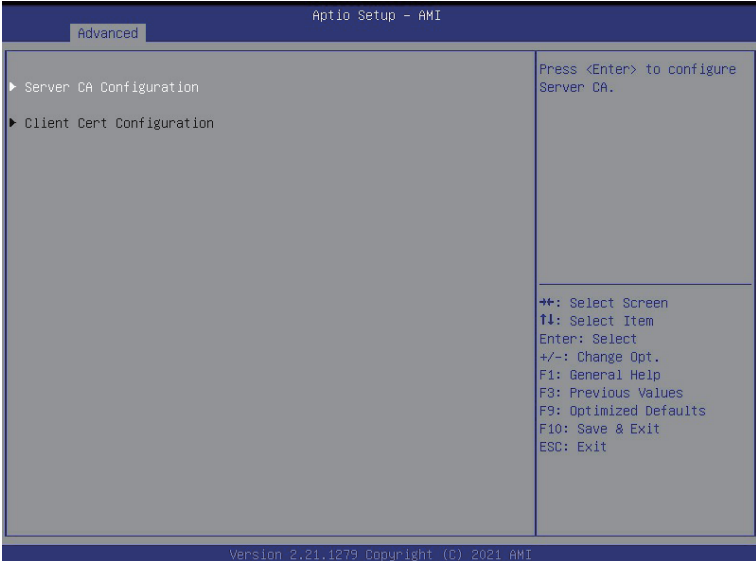 Aptio Setup – AMI
Advanced
▶ Server CA Configuration
▶ Client Cert Configuration
Press <Enter> to configure
Server CA.
→←: Select Screen
↑↓: Select Item
Enter: Select
+/-: Change Opt.
F1: General Help
F3: Previous Values
F9: Optimized Defaults
F10: Save & Exit
ESC: Exit
Version 2.21.1279 Copyright (C) 2021 AMI